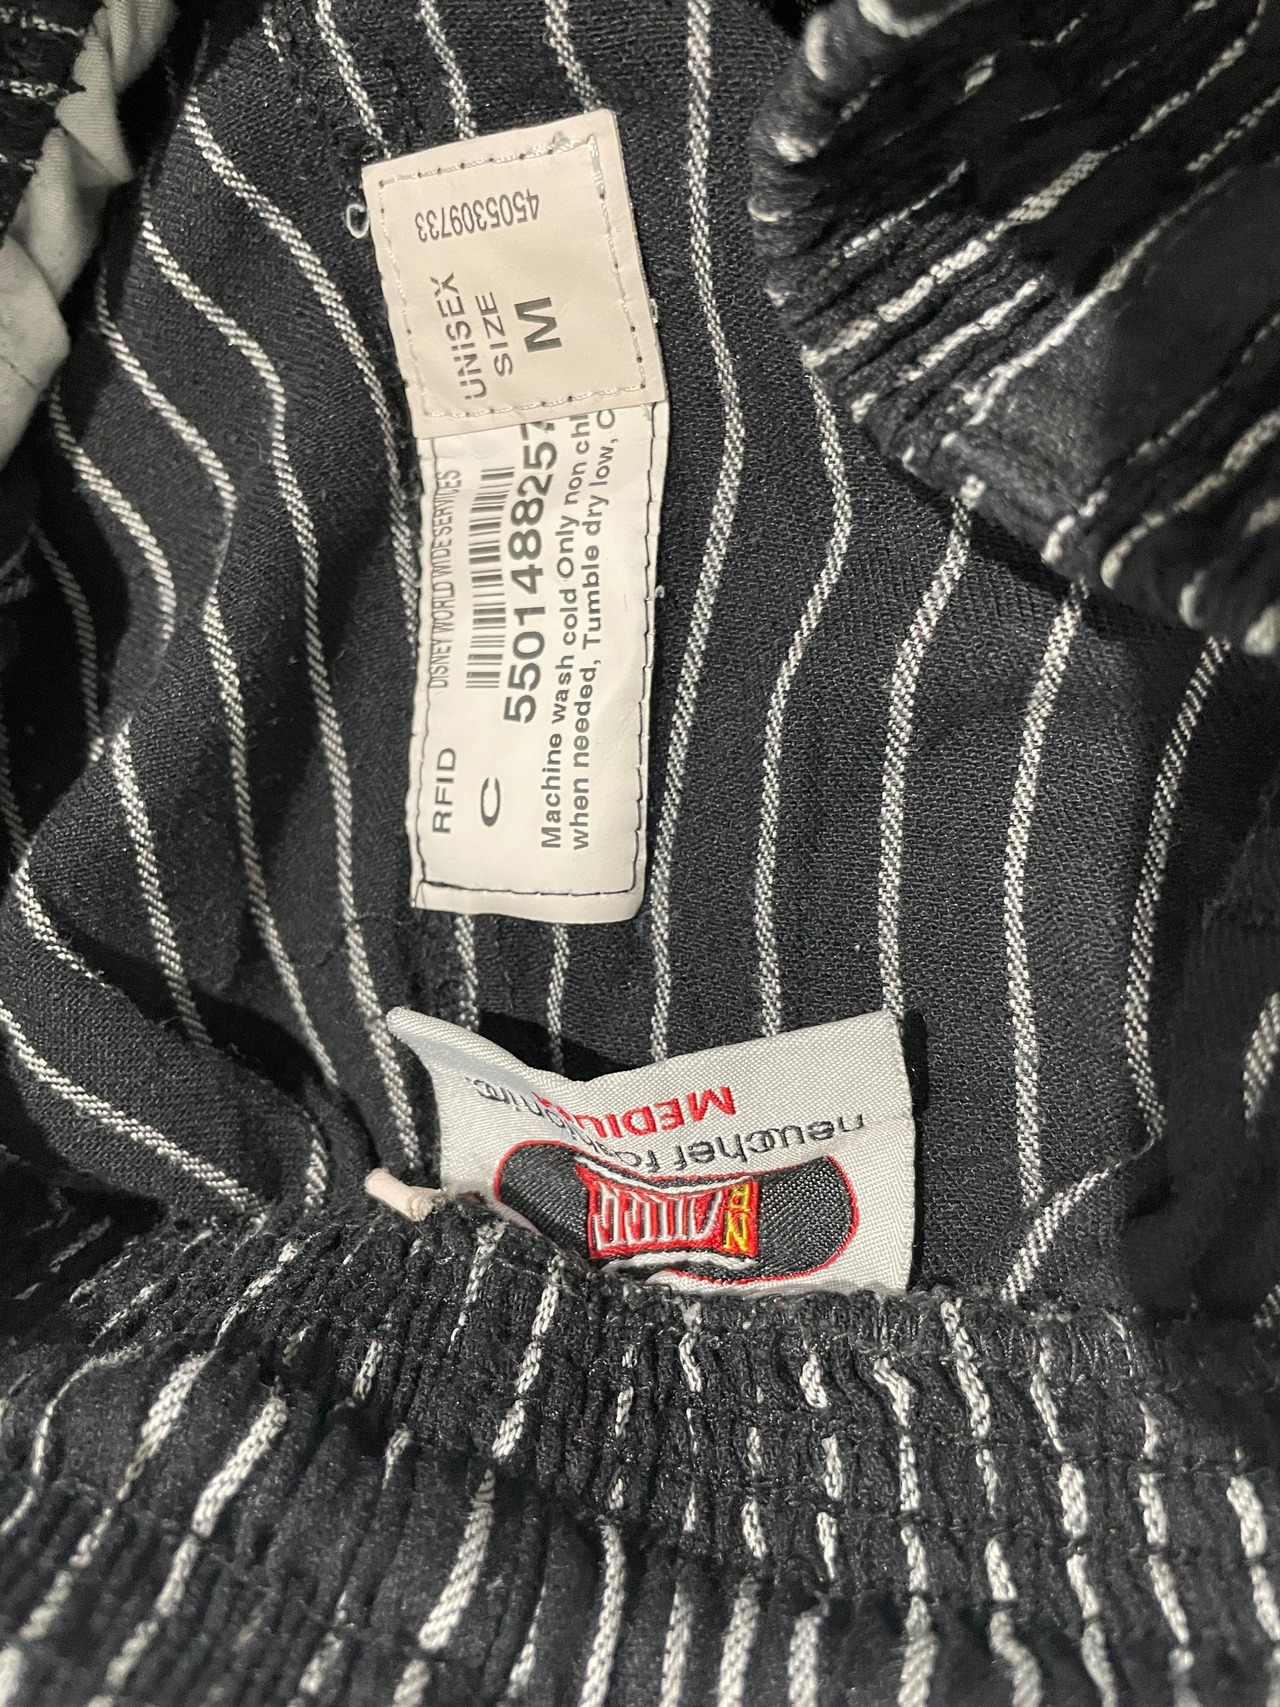 4505309733
UNISEX
SIZE
M
RFID DISNEY WORLD WIDE SERVICES
C
5501488257
Machine wash cold Only non chl
when needed, Tumble dry low, C
neuchef
MEDIU